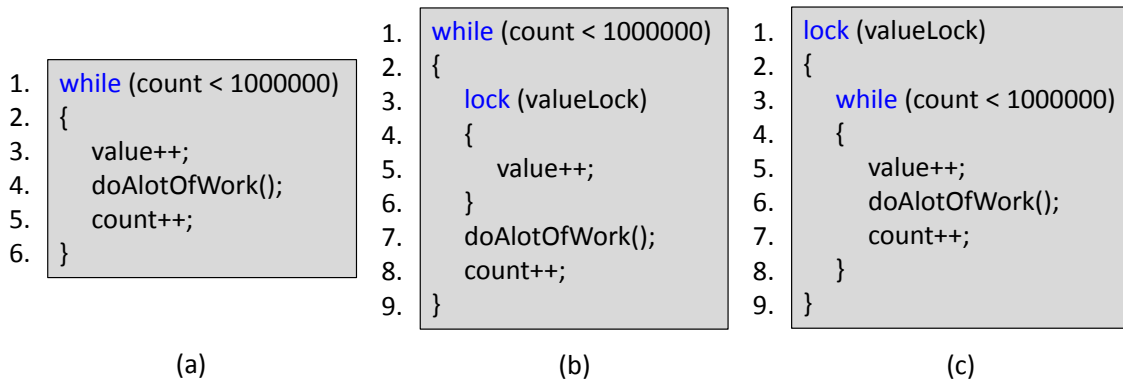 1. while (count < 1000000)
2. {
3. value++;
4. doAlotOfWork();
5. count++;
6. }
(a)
1. while (count < 1000000)
2. {
3. lock (valueLock)
4. {
5. value++;
6. }
7. doAlotOfWork();
8. count++;
9. }
(b)
1. lock (valueLock)
2. {
3. while (count < 1000000)
4. {
5. value++;
6. doAlotOfWork();
7. count++;
8. }
9. }
(c)